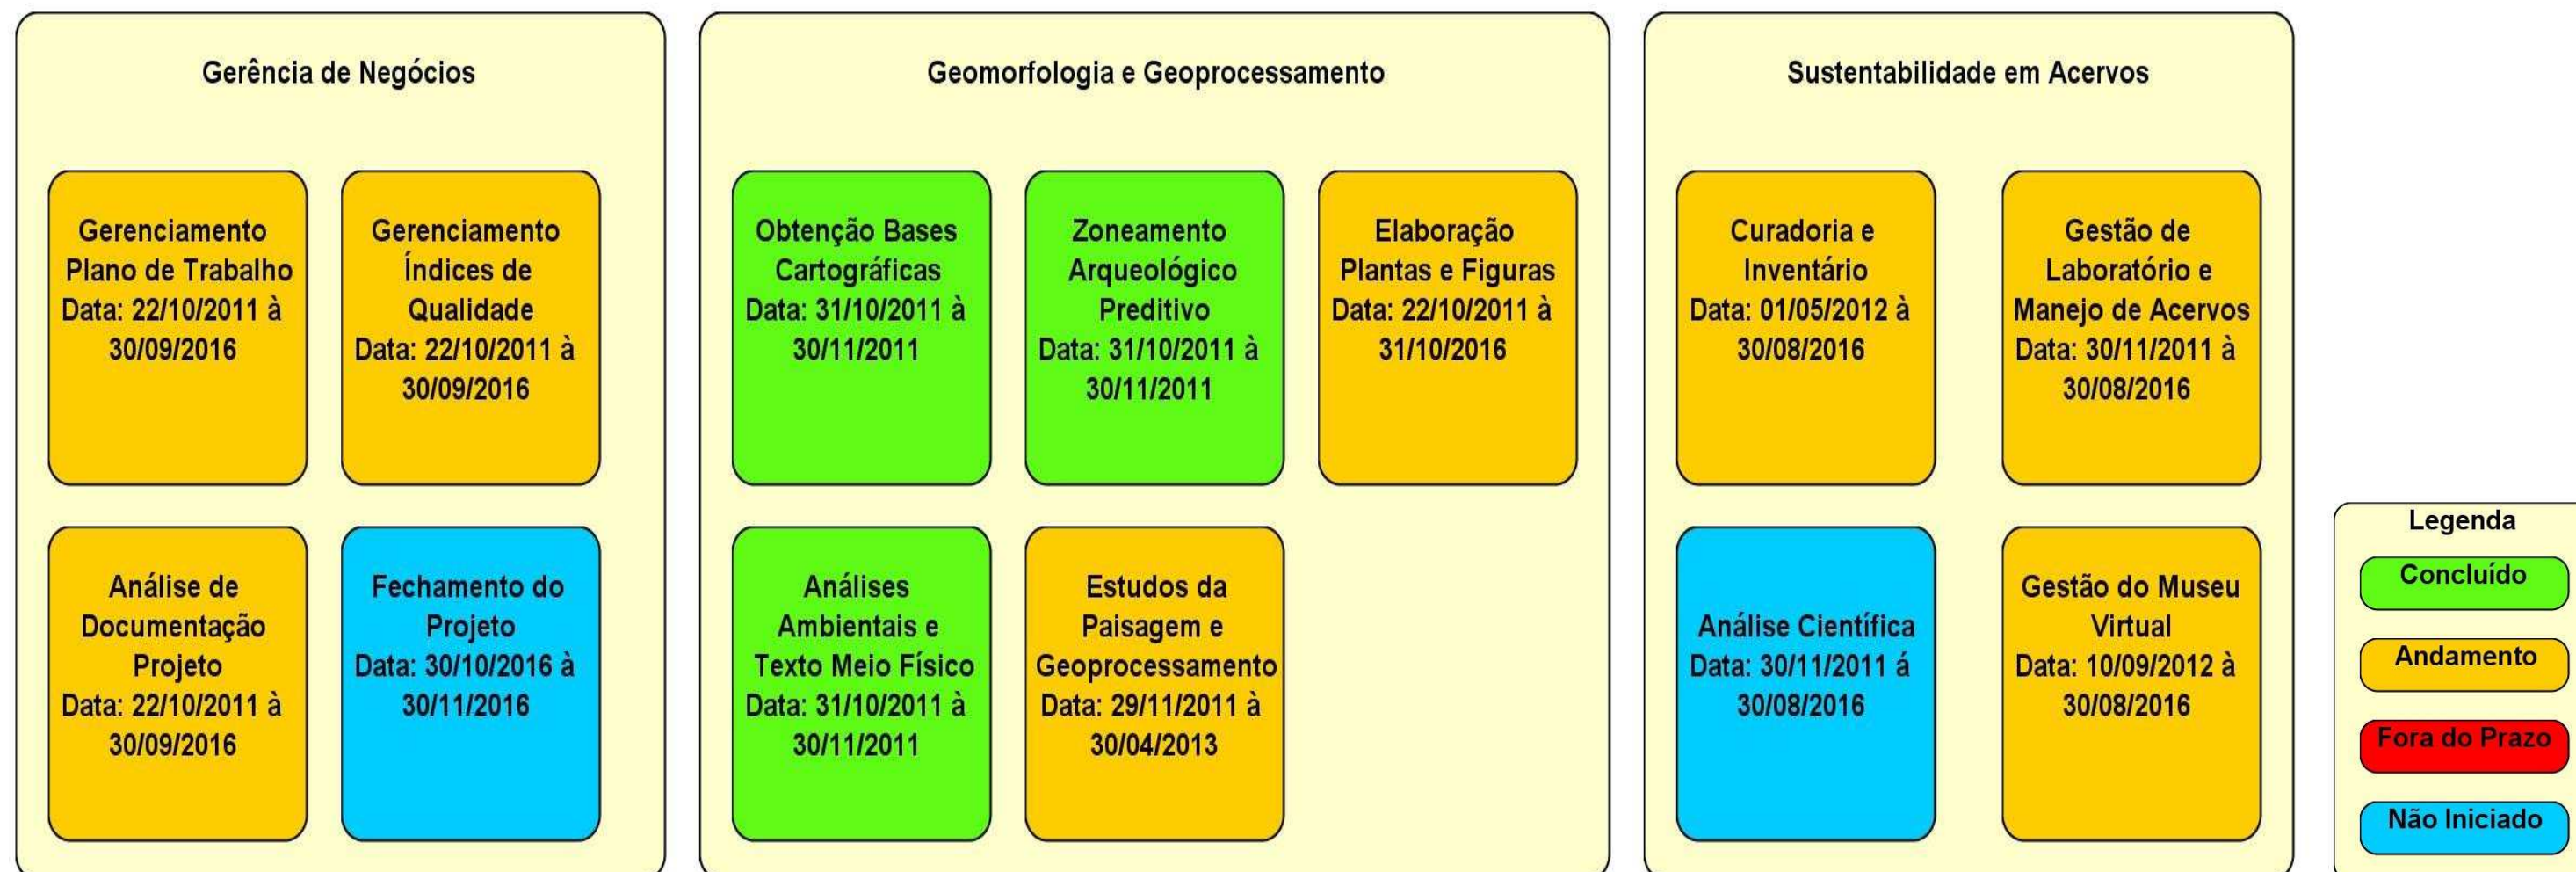 Gerência de Negócios
Gerenciamento
Plano de Trabalho
Data: 22/10/2011 à
30/09/2016
Gerenciamento
Índices de
Qualidade
Data: 22/10/2011 à
30/09/2016
Análise de
Documentação
Projeto
Data: 22/10/2011 à
30/09/2016
Fechamento do
Projeto
Data: 30/10/2016 à
30/11/2016
Geomorfologia e Geoprocessamento
Obtenção Bases
Cartográficas
Data: 31/10/2011 à
30/11/2011
Zoneamento
Arqueológico
Preditivo
Data: 31/10/2011 à
30/11/2011
Elaboração
Plantas e Figuras
Data: 22/10/2011 à
31/10/2016
Análises
Ambientais e
Texto Meio Físico
Data: 31/10/2011 à
30/11/2011
Estudos da
Paisagem e
Geoprocessamento
Data: 29/11/2011 à
30/04/2013
Sustentabilidade em Acervos
Curadoria e
Inventário
Data: 01/05/2012 à
30/08/2016
Gestão de
Laboratório e
Manejo de Acervos
Data: 30/11/2011 à
30/08/2016
Análise Científica
Data: 30/11/2011 á
30/08/2016
Gestão do Museu
Virtual
Data: 10/09/2012 à
30/08/2016
Legenda
Concluído
Andamento
Fora do Prazo
Não Iniciado